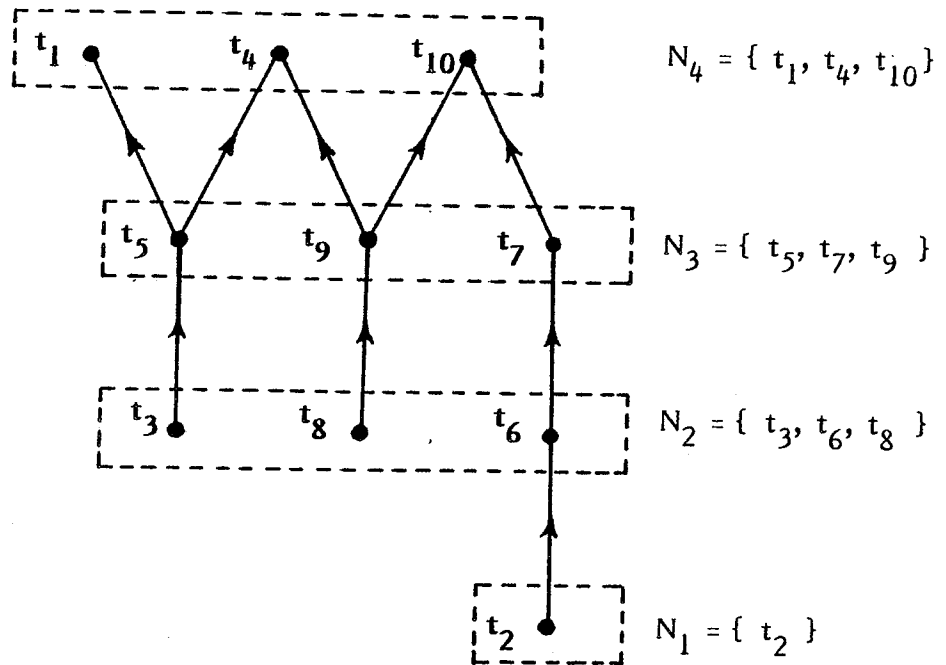 t₁ t₄ t₁₀ N₄ = { t₁, t₄, t₁₀}
t₅ t₉ t₇ N₃ = { t₅, t₇, t₉ }
t₃ t₈ t₆ N₂ = { t₃, t₆, t₈ }
t₂ N₁ = { t₂ }